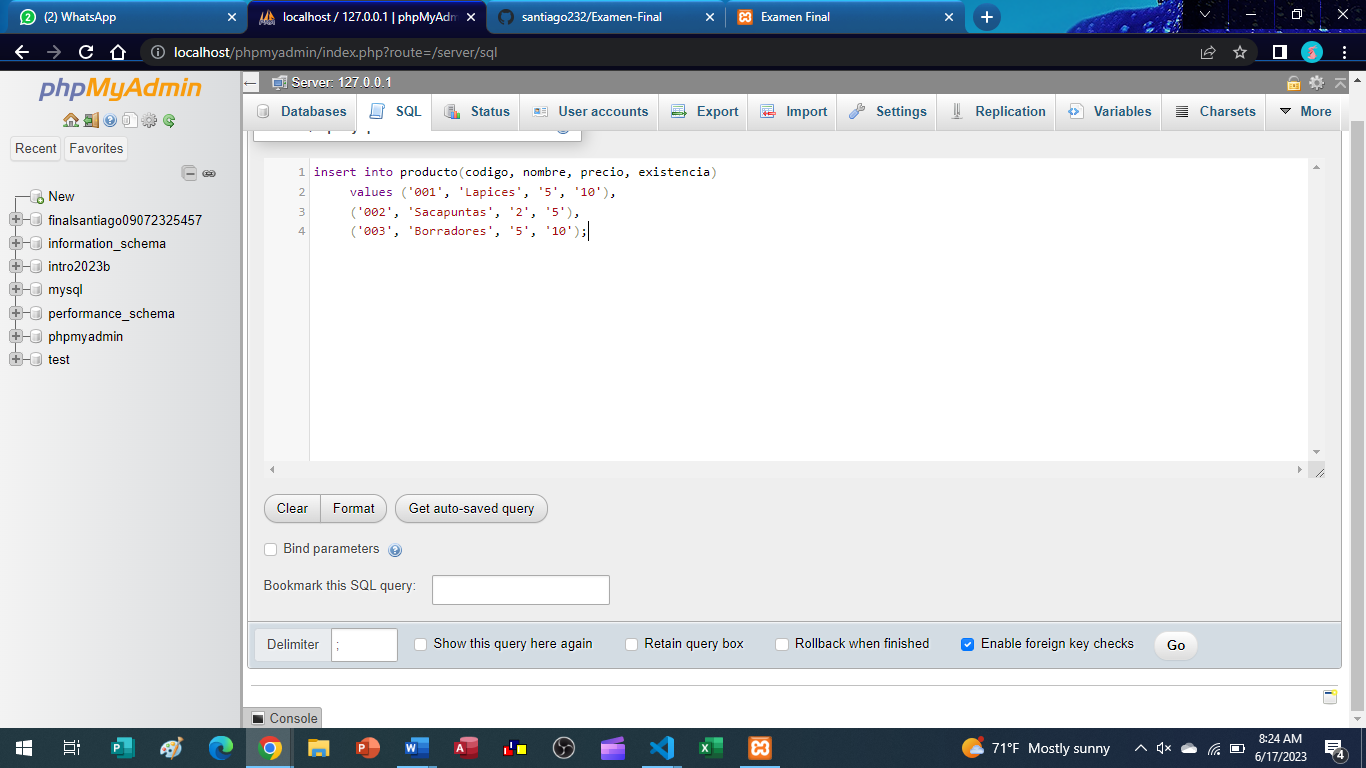 (2) WhatsApp
localhost / 127.0.0.1 | phpMyAdm
santiago232/Examen-Final
Examen Final
localhost/phpmyadmin/index.php?route=/server/sql
phpMyAdmin
Recent
Favorites
New
finalsantiago09072325457
information_schema
intro2023b
mysql
performance_schema
phpmyadmin
test
Server: 127.0.0.1
Databases
SQL
Status
User accounts
Export
Import
Settings
Replication
Variables
Charsets
More
1 insert into producto(codigo, nombre, precio, existencia)
2 values ('001', 'Lapices', '5', '10'),
3 ('002', 'Sacapuntas', '2', '5'),
4 ('003', 'Borradores', '5', '10');
Clear
Format
Get auto-saved query
Bind parameters
Bookmark this SQL query:
Delimiter ;
Show this query here again
Retain query box
Rollback when finished
Enable foreign key checks
Go
Console
71°F Mostly sunny
8:24 AM
6/17/2023
4